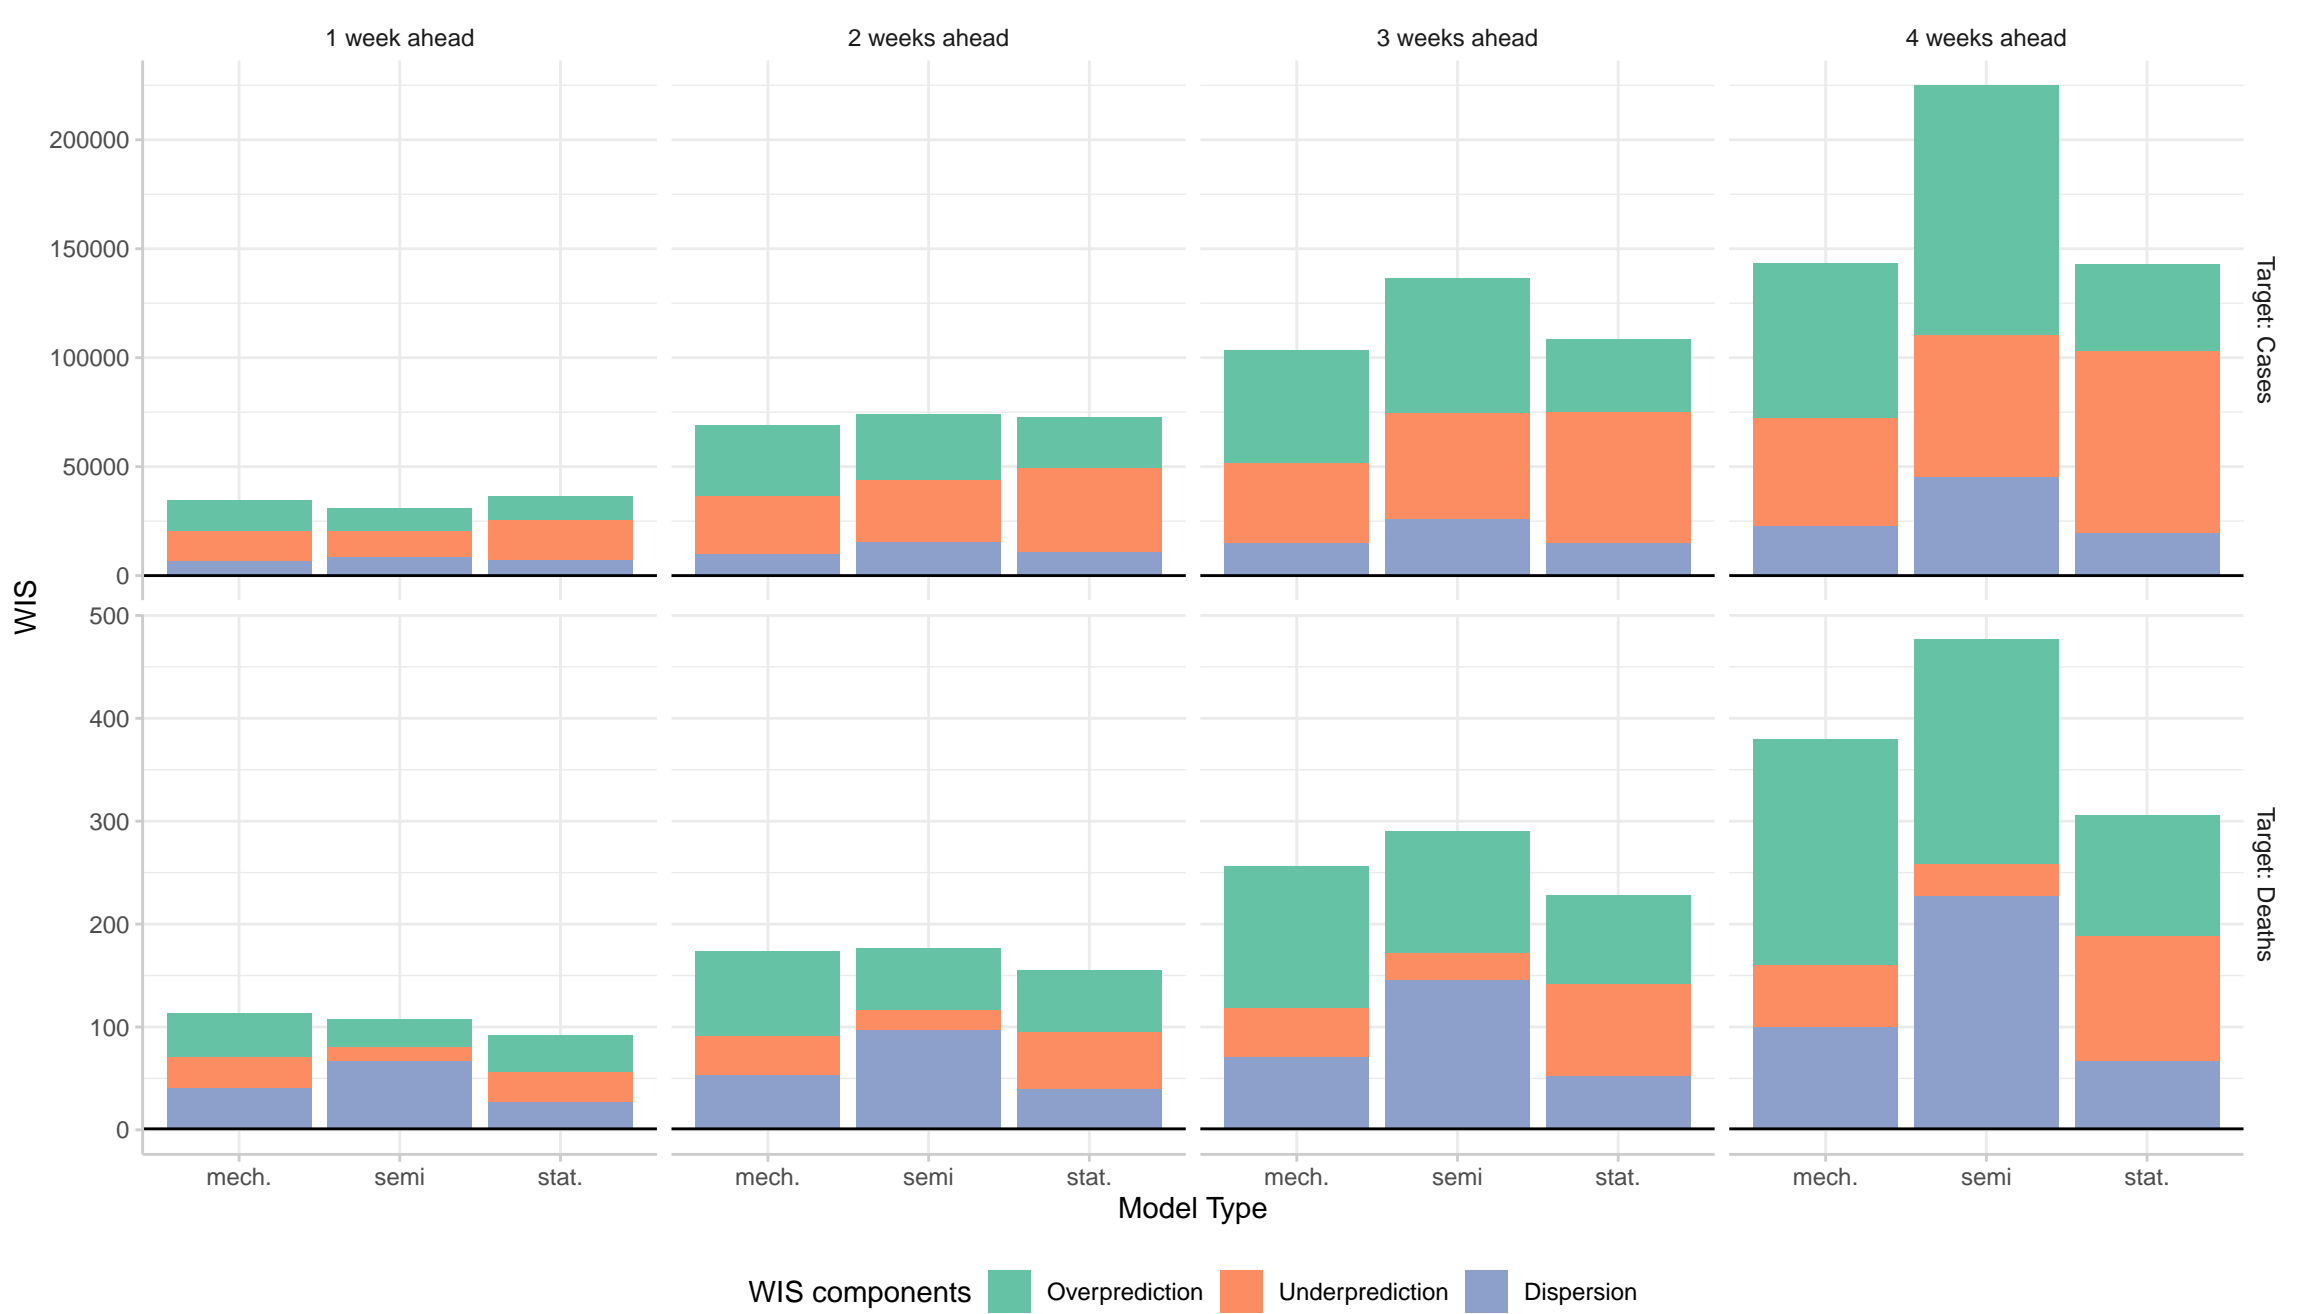 1 week ahead
2 weeks ahead
3 weeks ahead
4 weeks ahead
WIS
200000
150000
100000
50000
0
Target: Cases
500
400
300
200
100
0
Target: Deaths
mech. semi stat.
mech. semi stat.
mech. semi stat.
mech. semi stat.
Model Type
WIS components Overprediction Underprediction Dispersion